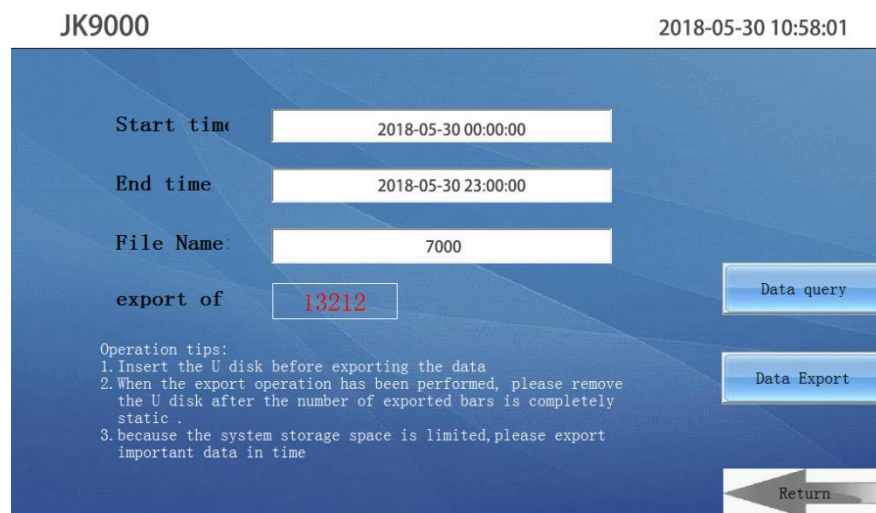 JK9000
2018-05-30 10:58:01
Start time
2018-05-30 00:00:00
End time
2018-05-30 23:00:00
File Name:
7000
export of
13212
Data query
Operation tips:
1. Insert the U disk before exporting the data
2. When the export operation has been performed, please remove
the U disk after the number of exported bars is completely
static .
3. because the system storage space is limited,please export
important data in time
Data Export
Return